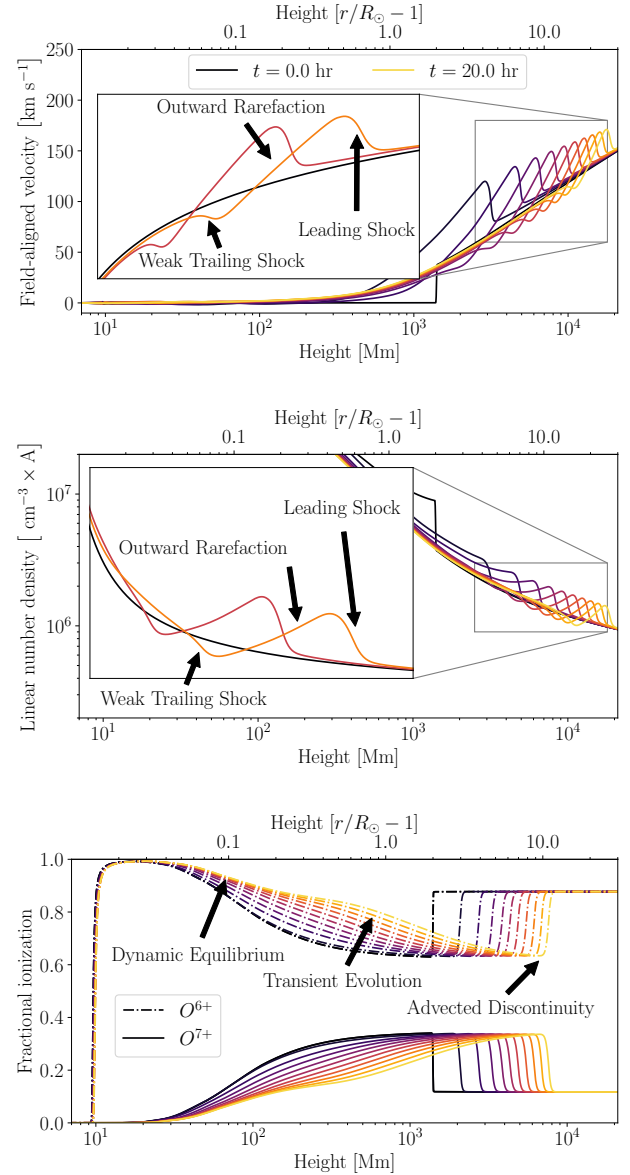 Height [r/R⊙ − 1]
0.1 1.0 10.0
Field-aligned velocity [km s⁻¹]
250
200
150
100
50
0
t = 0.0 hr t = 20.0 hr
Outward Rarefaction
Leading Shock
Weak Trailing Shock
10¹ 10² 10³ 10⁴
Height [Mm]
Height [r/R⊙ − 1]
0.1 1.0 10.0
Linear number density [ cm⁻³ × A]
10⁷
10⁶
Leading Shock
Outward Rarefaction
Weak Trailing Shock
10¹ 10² 10³ 10⁴
Height [Mm]
Height [r/R⊙ − 1]
0.1 1.0 10.0
Fractional ionization
1.0
0.8
0.6
0.4
0.2
0.0
Dynamic Equilibrium
Transient Evolution
Advected Discontinuity
O⁶⁺
O⁷⁺
10¹ 10² 10³ 10⁴
Height [Mm]